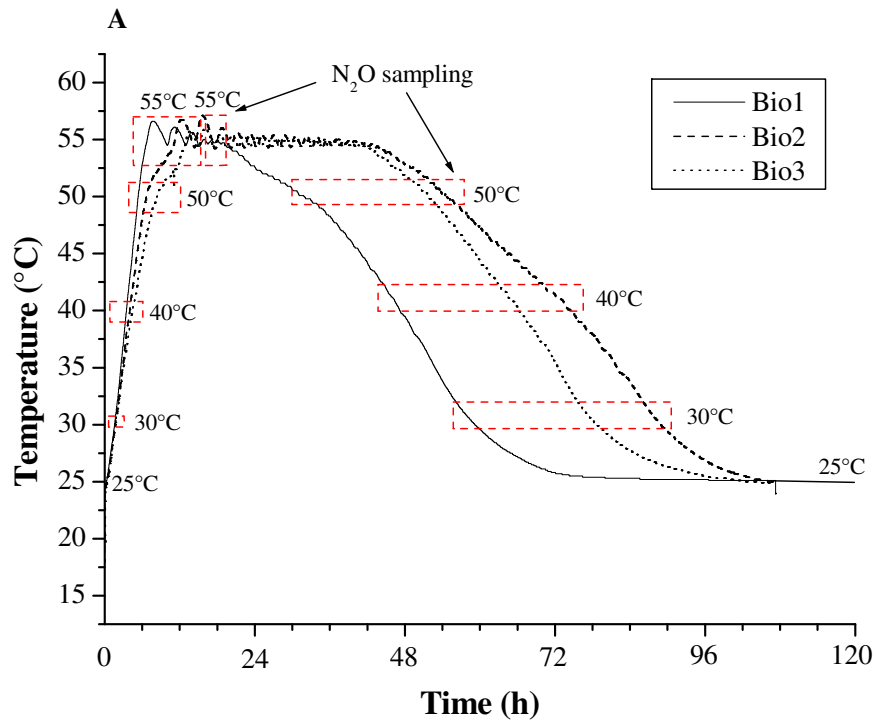 A
N₂O sampling
Bio1
Bio2
Bio3
55°C 55°C
50°C
40°C
30°C
25°C
50°C
40°C
30°C
25°C
Temperature (°C)
60
55
50
45
40
35
30
25
20
15
0 24 48 72 96 120
Time (h)